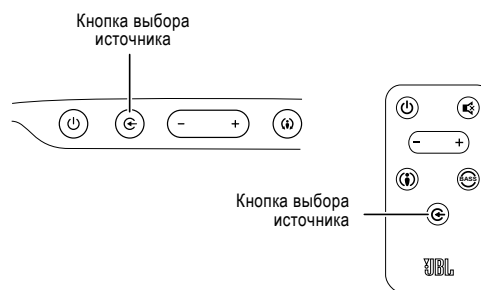 Кнопка выбора
источника
- +
- +
BASS
Кнопка выбора
источника
JBL